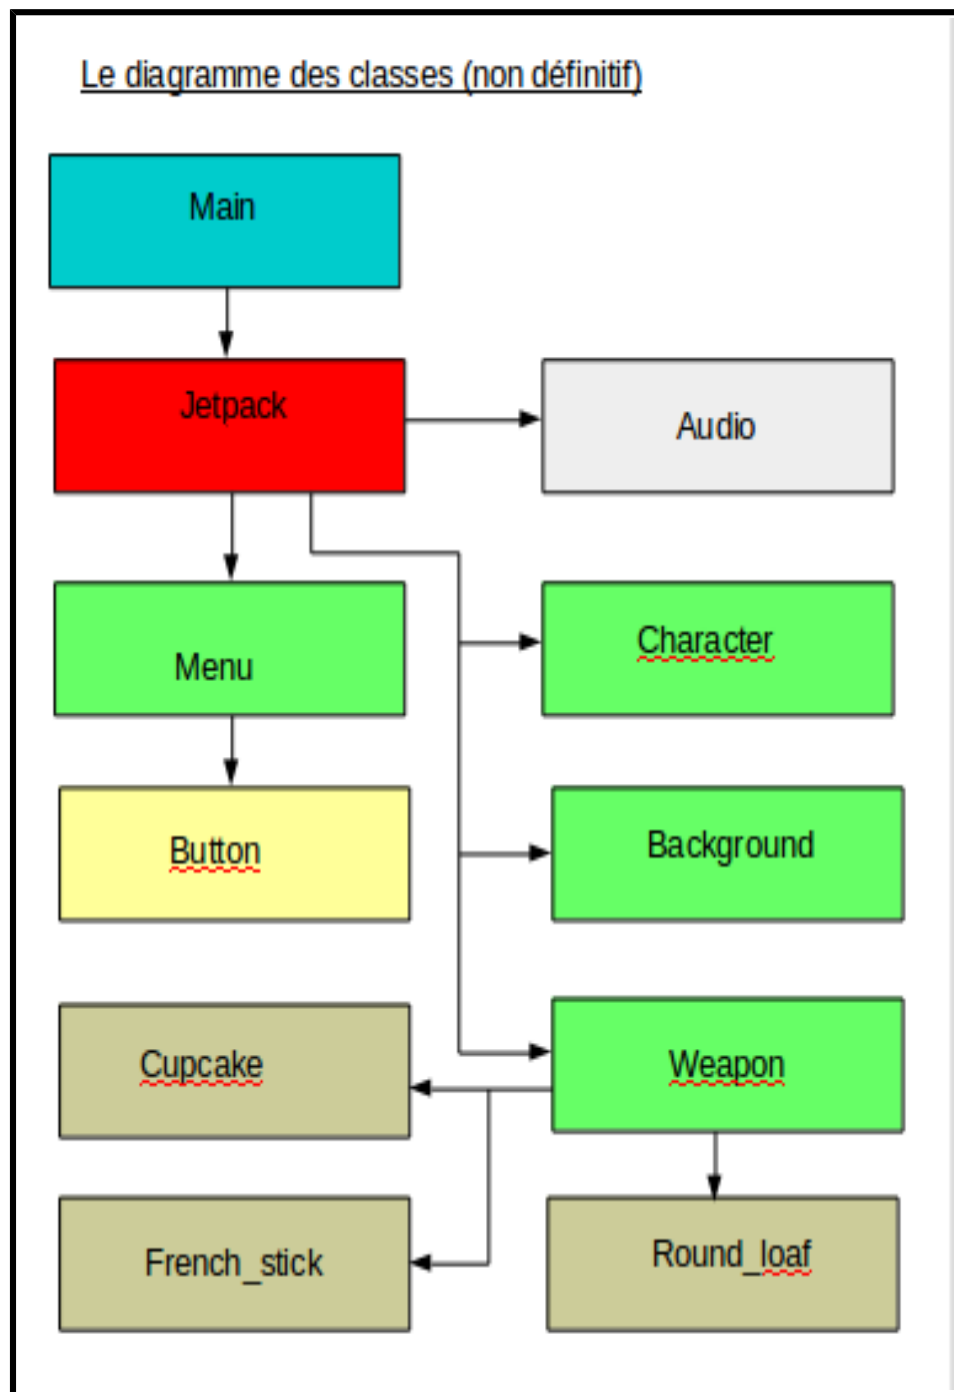 Le diagramme des classes (non définitif)
Main
Jetpack
Audio
Menu
Character
Button
Background
Cupcake
Weapon
French_stick
Round_loaf